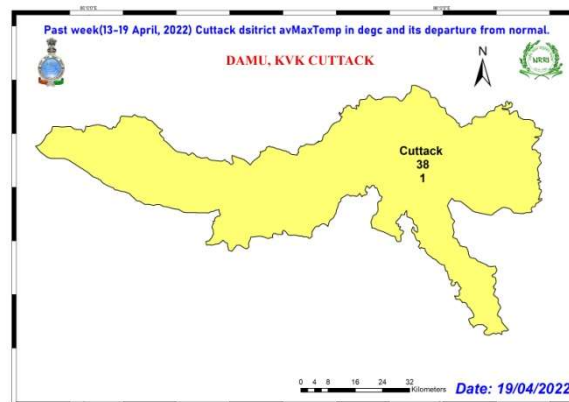 Past week(13-19 April, 2022) Cuttack dsitrict avMaxTemp in degc and its departure from normal.
DAMU, KVK CUTTACK
N
NRRI
Cuttack
38
1
0 4 8 16 24 32
Kilometers
Date: 19/04/2022